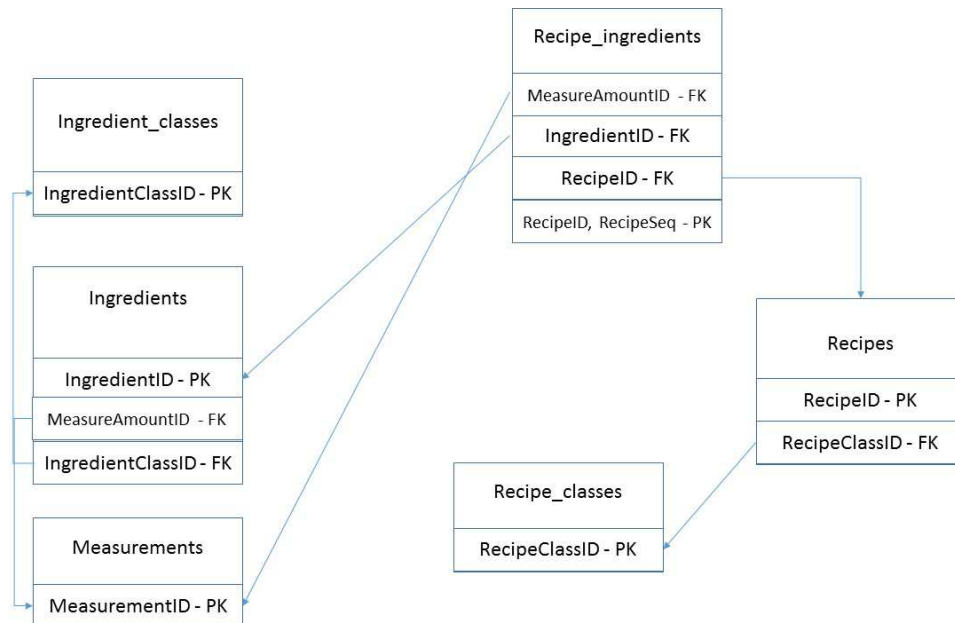 Recipe_ingredients
MeasureAmountID - FK
IngredientID - FK
RecipeID - FK
RecipeID, RecipeSeq - PK
Ingredient_classes
IngredientClassID - PK
Ingredients
IngredientID - PK
MeasureAmountID - FK
IngredientClassID - FK
Recipes
RecipeID - PK
RecipeClassID - FK
Recipe_classes
RecipeClassID - PK
Measurements
MeasurementID - PK